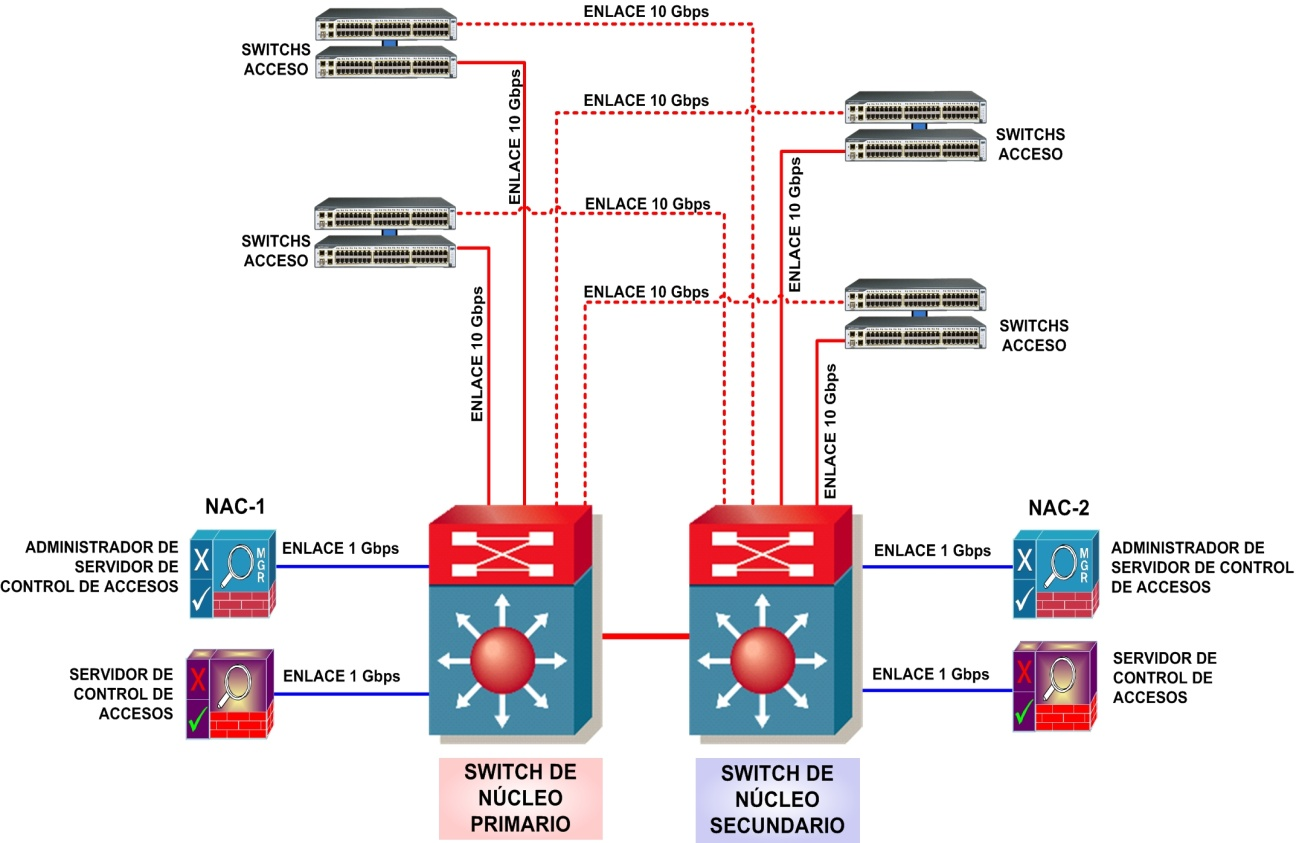 ENLACE 10 Gbps
SWITCHS
ACCESO
ENLACE 10 Gbps
ENLACE 10 Gbps
SWITCHS
ACCESO
ENLACE 10 Gbps
ENLACE 10 Gbps
SWITCHS
ACCESO
ENLACE 10 Gbps
ENLACE 10 Gbps
SWITCHS
ACCESO
ENLACE 10 Gbps
NAC-1
ADMINISTRADOR DE
SERVIDOR DE
CONTROL DE ACCESOS
MGR
ENLACE 1 Gbps
SERVIDOR DE
CONTROL DE
ACCESOS
ENLACE 1 Gbps
NAC-2
ENLACE 1 Gbps
MGR
ADMINISTRADOR DE
SERVIDOR DE CONTROL
DE ACCESOS
ENLACE 1 Gbps
SERVIDOR DE
CONTROL DE
ACCESOS
SWITCH DE
NÚCLEO
PRIMARIO
SWITCH DE
NÚCLEO
SECUNDARIO